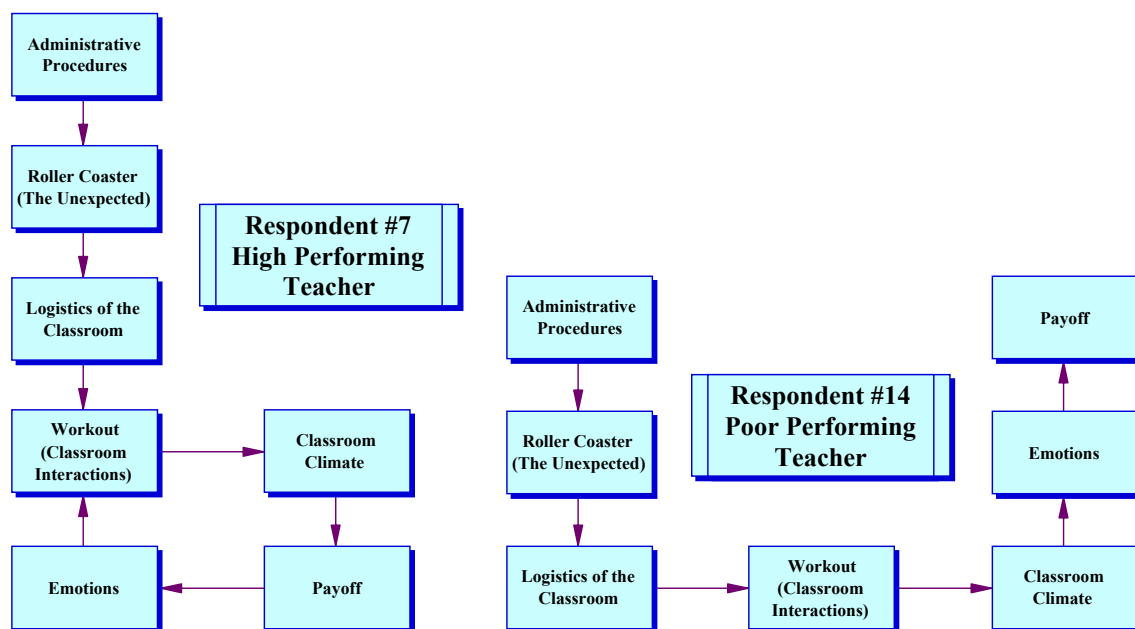 Administrative
Procedures
Roller Coaster
(The Unexpected)
Respondent #7
High Performing
Teacher
Logistics of the
Classroom
Workout
(Classroom
Interactions)
Classroom
Climate
Emotions
Payoff
Administrative
Procedures
Roller Coaster
(The Unexpected)
Respondent #14
Poor Performing
Teacher
Logistics of the
Classroom
Workout
(Classroom
Interactions)
Classroom
Climate
Emotions
Payoff